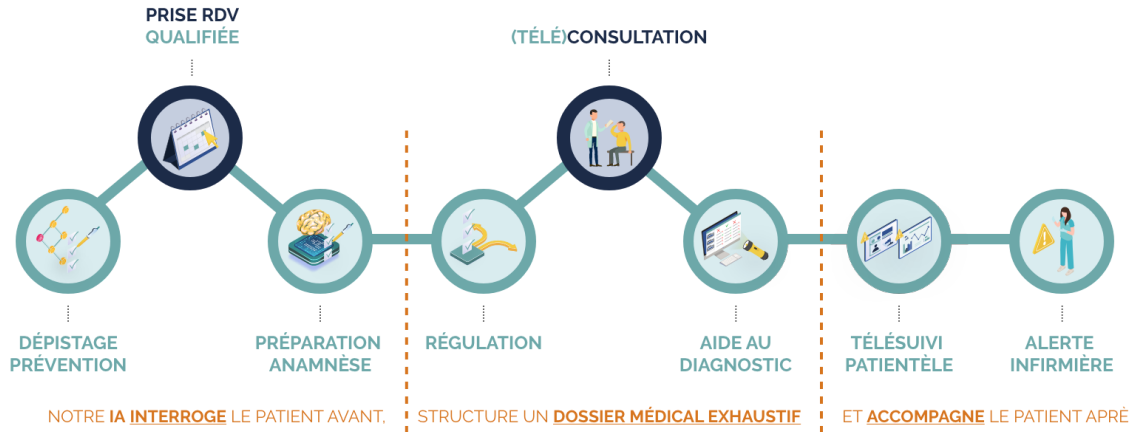 PRISE RDV
QUALIFIÉE
(TÉLÉ)CONSULTATION
DÉPISTAGE
PRÉVENTION
PRÉPARATION
ANAMNÈSE
RÉGULATION
AIDE AU
DIAGNOSTIC
TÉLÉSUIVI
PATIENTÈLE
ALERTE
INFIRMIÈRE
NOTRE IA INTERROGE LE PATIENT AVANT,
STRUCTURE UN DOSSIER MÉDICAL EXHAUSTIF
ET ACCOMPAGNE LE PATIENT APRÈ